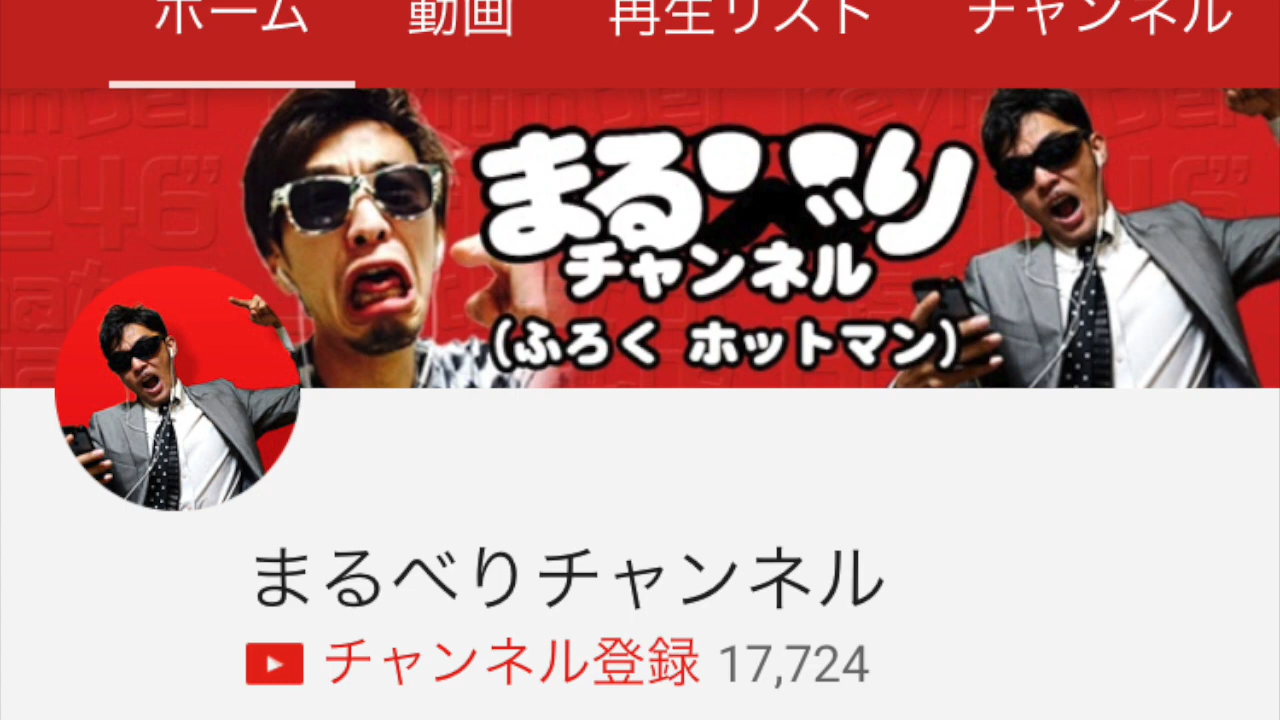 ホーム 動画 再生リスト チャンネル
まるべり
チャンネル
(ふろく ホットマン)
まるべりチャンネル
チャンネル登録 17,724